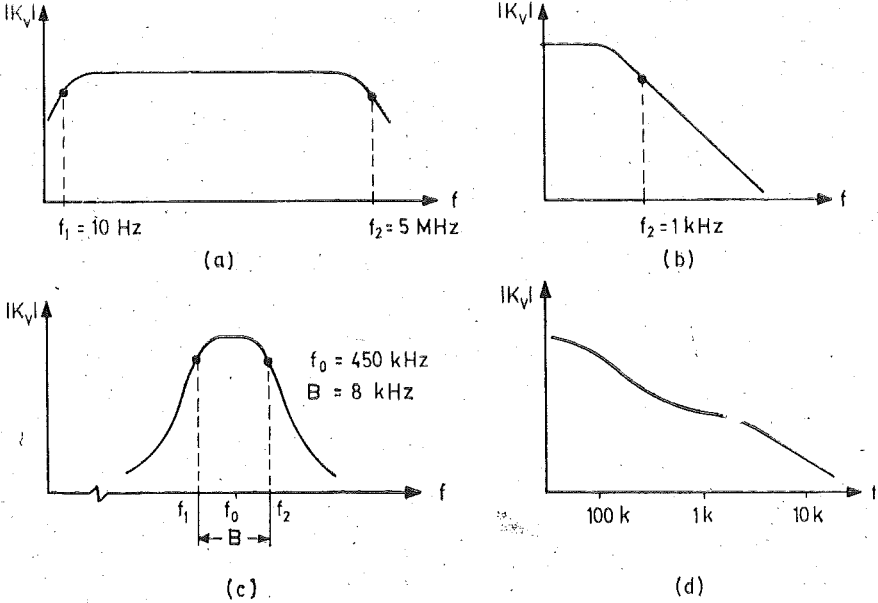 |K_V|
f
f₁ = 10 Hz
f₂ = 5 MHz
(a)
|K_V|
f
f₂ = 1 kHz
(b)
|K_V|
f₀ = 450 kHz
B = 8 kHz
f
f₁ f₀ f₂
B
(c)
|K_V|
f
100 k 1 k 10 k
(d)